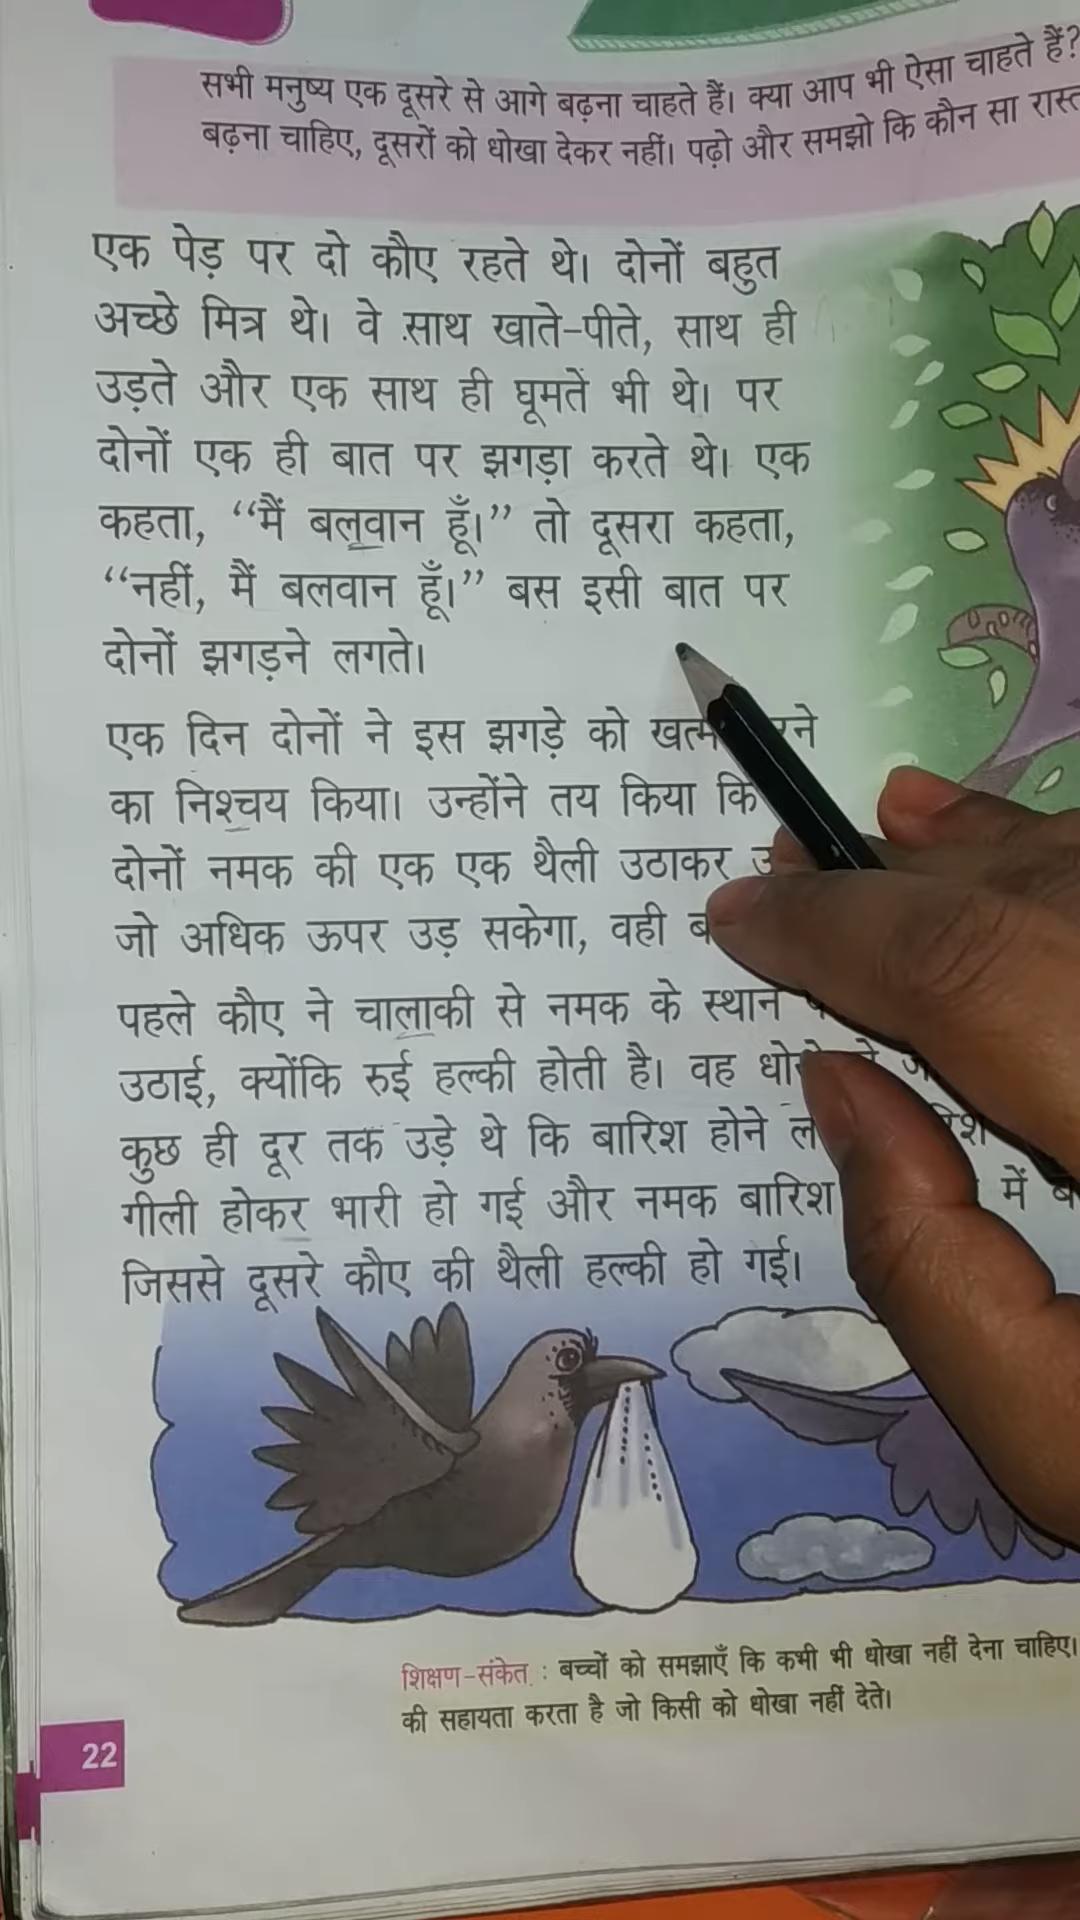 सभी मनुष्य एक दूसरे से आगे बढ़ना चाहते हैं। क्या आप भी ऐसा चाहते हैं?
बढ़ना चाहिए, दूसरों को धोखा देकर नहीं। पढ़ो और समझो कि कौन सा
एक पेड़ पर दो कौए रहते थे। दोनों बहुत
अच्छे मित्र थे। वे साथ खाते-पीते, साथ ही
उड़ते और एक साथ ही घूमते भी थे। पर
दोनों एक ही बात पर झगड़ा करते थे। एक
कहता, “मैं बलवान हूँ।” तो दूसरा कहता,
“नहीं, मैं बलवान हूँ।” बस इसी बात पर
दोनों झगड़ने लगते।
एक दिन दोनों ने इस झगड़े को
का निश्चय किया। उन्होंने तय किया कि
दोनों नमक की एक एक थैली उठाकर
जो अधिक ऊपर उड़ सकेगा, वही
पहले कौए ने चालाकी से नमक के स्थान
उठाई, क्योंकि रुई हल्की होती है। वह
कुछ ही दूर तक उड़े थे कि बारिश होने
गीली होकर भारी हो गई और नमक बारिश में
जिससे दूसरे कौए की थैली हल्की हो गई।
शिक्षण-संकेत : बच्चों को समझाएँ कि कभी भी धोखा नहीं देना चाहिए।
की सहायता करता है जो किसी को धोखा नहीं देते।
22